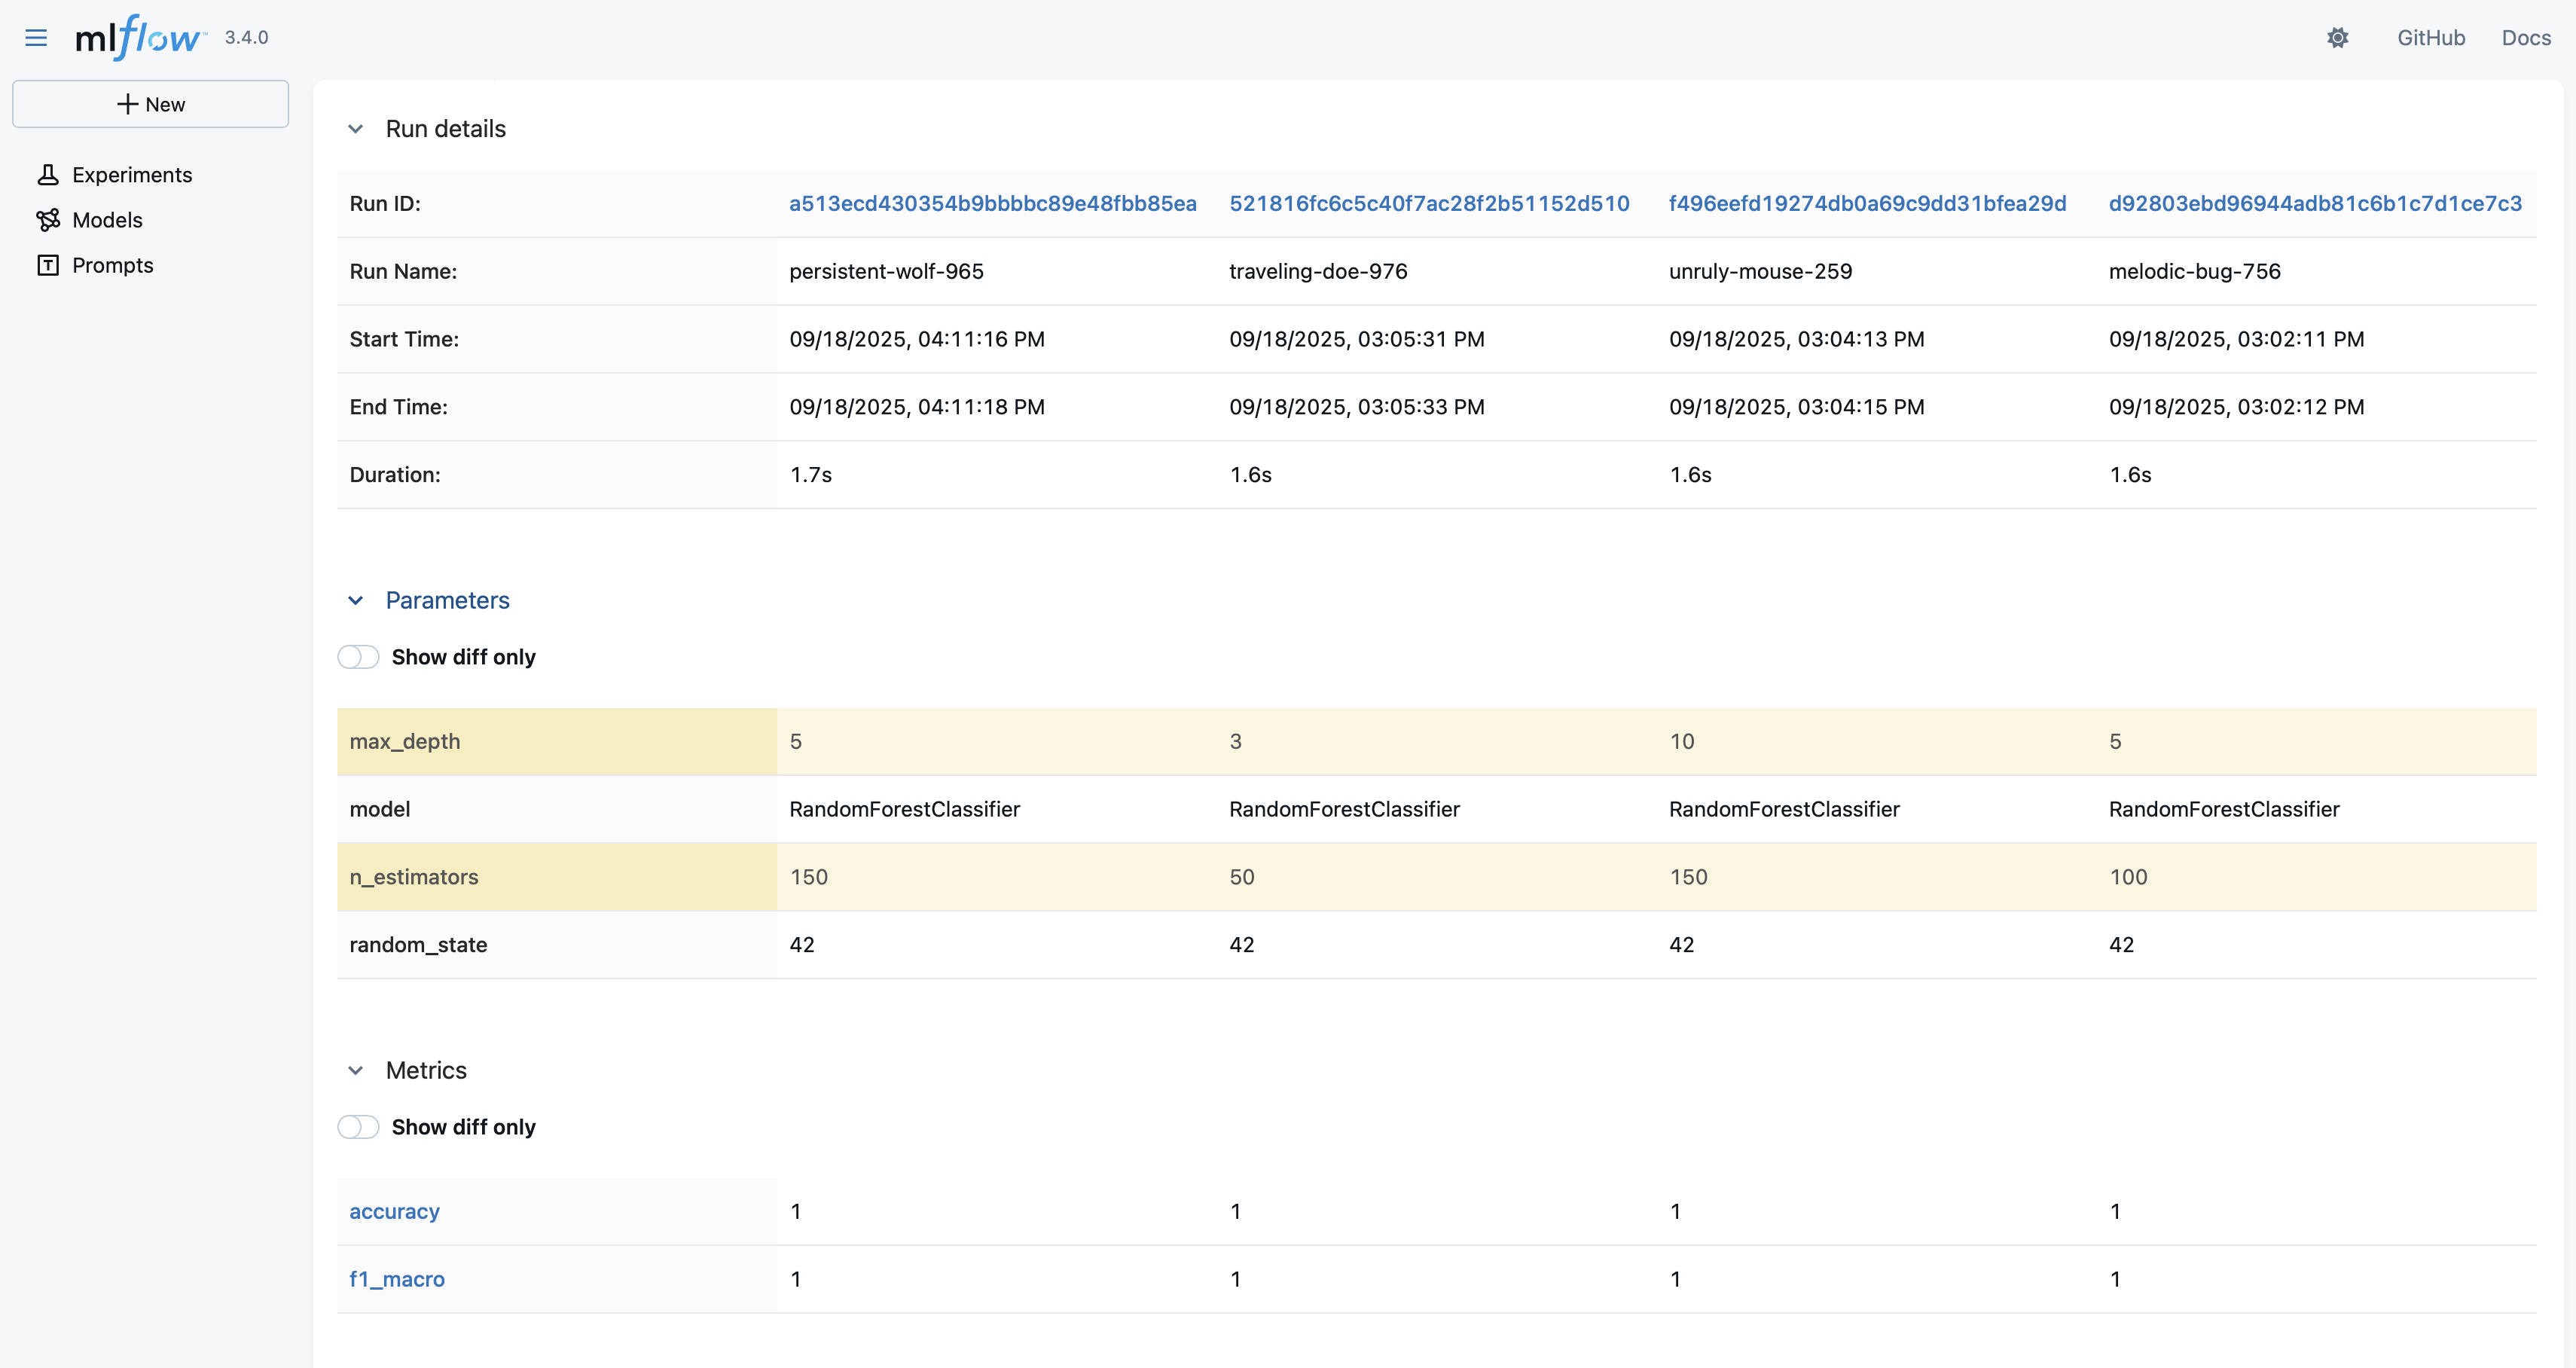 mlflow™ 3.4.0 GitHub Docs
New
Experiments
Models
Prompts
Run details
Run ID: a513ecd430354b9bbbbc89e48fbb85ea 521816fc6c5c40f7ac28f2b51152d510 f496eefd19274db0a69c9dd31bfea29d d92803ebd96944adb81c6b1c7d1ce7c3
Run Name: persistent-wolf-965 traveling-doe-976 unruly-mouse-259 melodic-bug-756
Start Time: 09/18/2025, 04:11:16 PM 09/18/2025, 03:05:31 PM 09/18/2025, 03:04:13 PM 09/18/2025, 03:02:11 PM
End Time: 09/18/2025, 04:11:18 PM 09/18/2025, 03:05:33 PM 09/18/2025, 03:04:15 PM 09/18/2025, 03:02:12 PM
Duration: 1.7s 1.6s 1.6s 1.6s
Parameters
Show diff only
max_depth 5 3 10 5
model RandomForestClassifier RandomForestClassifier RandomForestClassifier RandomForestClassifier
n_estimators 150 50 150 100
random_state 42 42 42 42
Metrics
Show diff only
accuracy 1 1 1 1
f1_macro 1 1 1 1